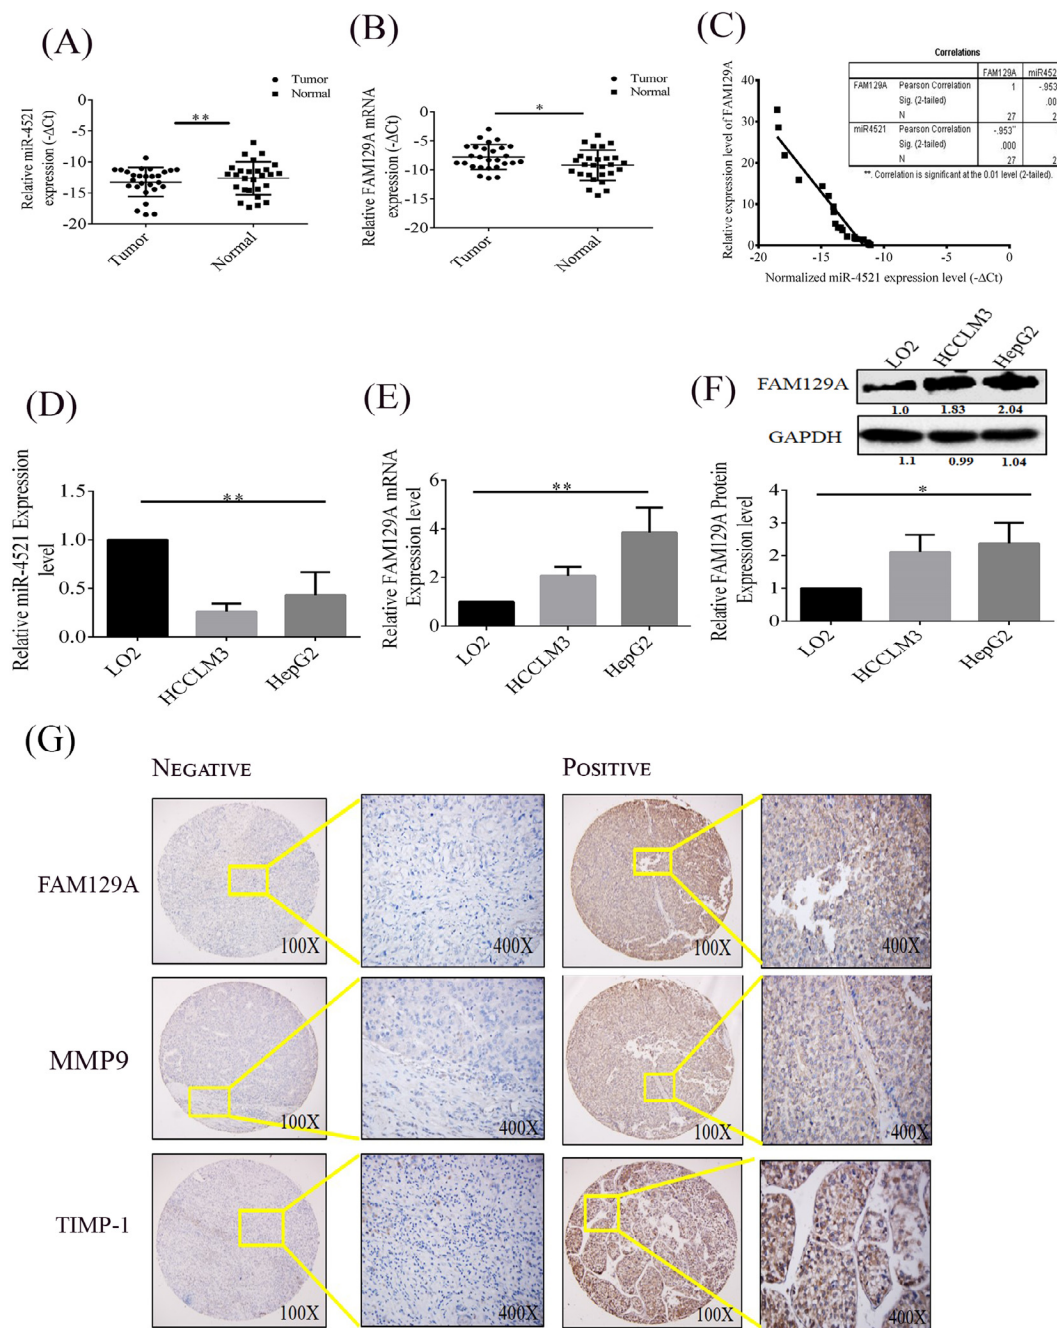 (A)
Relative miR-4521
expression (-ΔCt)
Tumor
Normal
**
0
-5
-10
-15
-20
Tumor
Normal
(B)
Relative FAM129A mRNA
expression (-ΔCt)
Tumor
Normal
*
0
-5
-10
-15
-20
Tumor
Normal
(C)
Relative expression level of FAM129A
40
30
20
10
0
-20
-15
-10
-5
0
Normalized miR-4521 expression level (-ΔCt)
Correlations
FAM129A miR452
FAM129A Pearson Correlation 1 -.953
Sig. (2-tailed) .00
N 27 2
miR4521 Pearson Correlation -.953** 
Sig. (2-tailed) .000
N 27 2
**. Correlation is significant at the 0.01 level (2-tailed).
(D)
Relative miR-4521 Expression
level
1.5
1.0
0.5
0.0
**
LO2
HCCLM3
HepG2
(E)
Relative FAM129A mRNA
Expression level
6
4
2
0
**
LO2
HCCLM3
HepG2
(F)
LO2
HCCLM3
HepG2
FAM129A
1.0 1.83 2.04
GAPDH
1.1 0.99 1.04
Relative FAM129A Protein
Expression level
4
3
2
1
0
*
LO2
HCCLM3
HepG2
(G)
NEGATIVE
POSITIVE
FAM129A
100X
400X
100X
400X
MMP9
100X
400X
100X
400X
TIMP-1
100X
400X
100X
400X